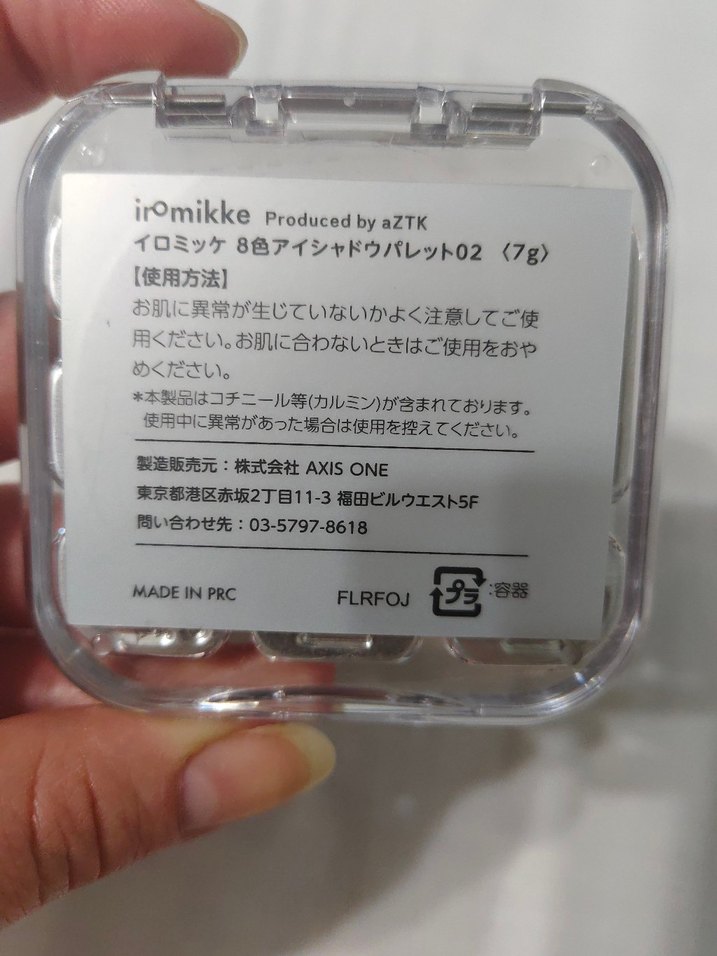 iromikke Produced by aZTK
イロミッケ 8色アイシャドウパレット02 〈7g〉
【使用方法】
お肌に異常が生じていないかよく注意してご使
用ください。お肌に合わないときはご使用をおや
めください。
*本製品はコチニール等(カルミン)が含まれております。
使用中に異常があった場合は使用を控えてください。
製造販売元：株式会社 AXIS ONE
東京都港区赤坂2丁目11-3 福田ビルウエスト5F
問い合わせ先：03-5797-8618
MADE IN PRC FLRFOJ プラ :容器